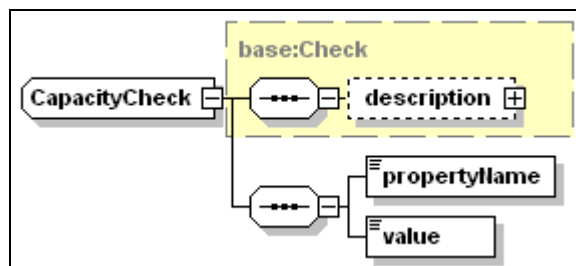 base:Check
CapacityCheck
description
propertyName
value